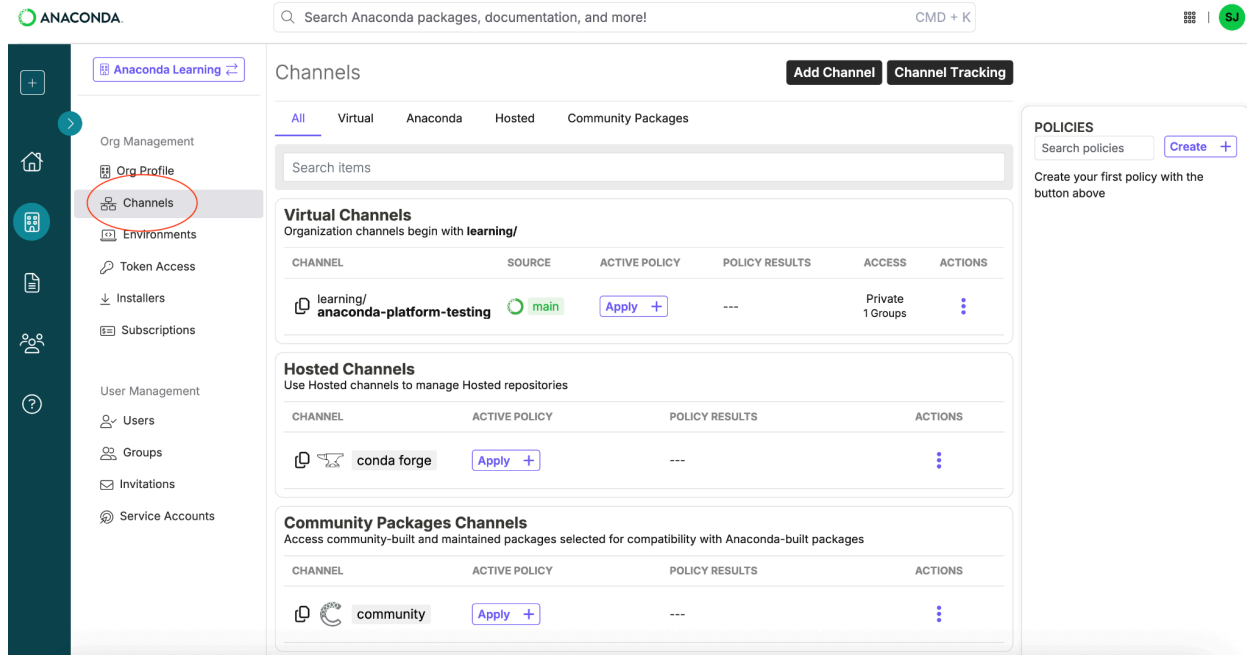 ANACONDA.
Search Anaconda packages, documentation, and more!
CMD + K
SJ
Anaconda Learning
Org Management
Org Profile
Channels
Environments
Token Access
Installers
Subscriptions
User Management
Users
Groups
Invitations
Service Accounts
Channels
Add Channel
Channel Tracking
All
Virtual
Anaconda
Hosted
Community Packages
Search items
Virtual Channels
Organization channels begin with learning/
CHANNEL SOURCE ACTIVE POLICY POLICY RESULTS ACCESS ACTIONS
learning/
anaconda-platform-testing
main
Apply +
---
Private
1 Groups
Hosted Channels
Use Hosted channels to manage Hosted repositories
CHANNEL ACTIVE POLICY POLICY RESULTS ACTIONS
conda forge
Apply +
---
Community Packages Channels
Access community-built and maintained packages selected for compatibility with Anaconda-built packages
CHANNEL ACTIVE POLICY POLICY RESULTS ACTIONS
community
Apply +
---
POLICIES
Search policies
Create +
Create your first policy with the
button above